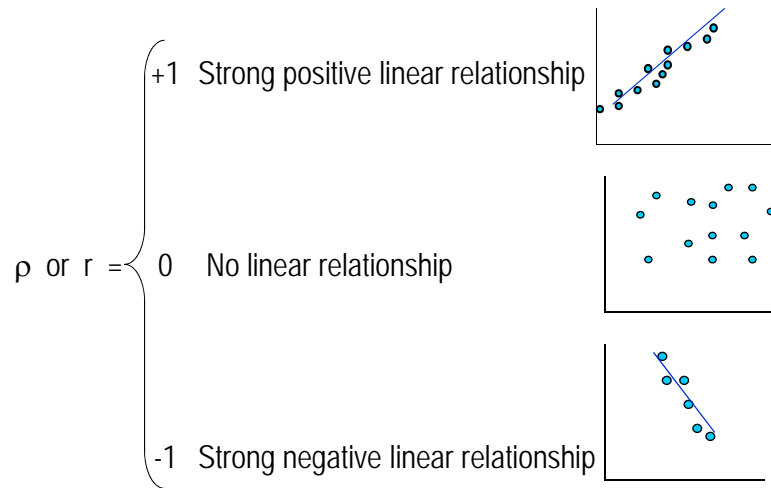 +1 Strong positive linear relationship
ρ or r = 0 No linear relationship
-1 Strong negative linear relationship